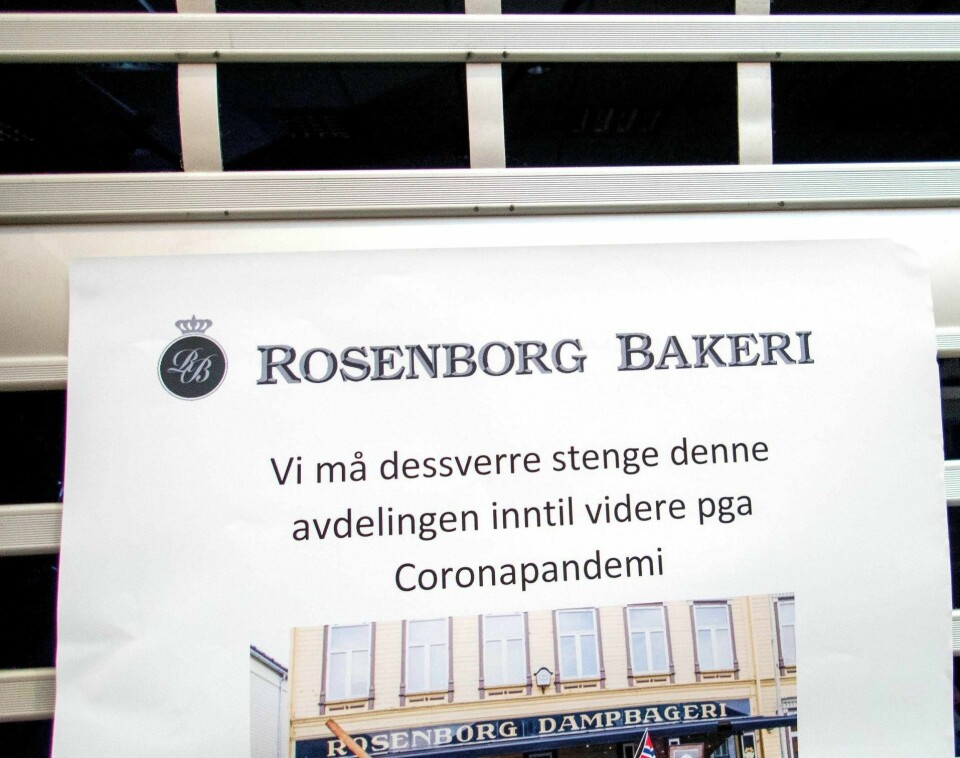 RB
ROSENBORG BAKERI
Vi må dessverre stenge denne
avdelingen inntil videre pga
Coronapandemi
ROSENBORG DAMPBAGERI